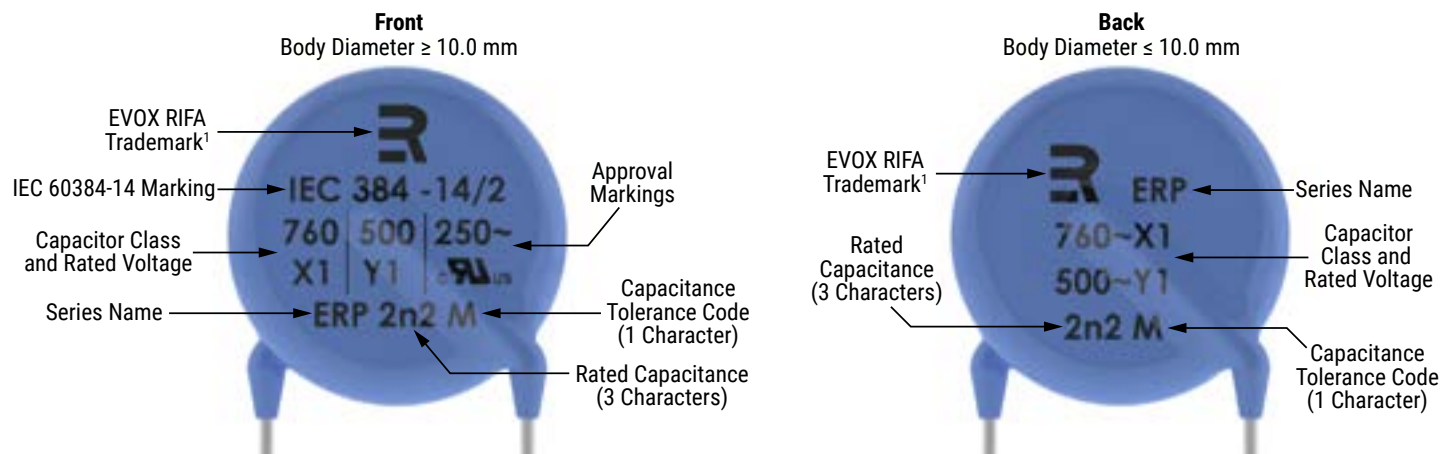 Front
Body Diameter ≥ 10.0 mm
EVOX RIFA
Trademark¹
IEC 60384-14 Marking
Capacitor Class
and Rated Voltage
Series Name
R
IEC 384 -14/2
760 500 250~
X1 Y1 c RU us
ERP 2n2 M
Approval
Markings
Capacitance
Tolerance Code
(1 Character)
Rated Capacitance
(3 Characters)
Back
Body Diameter ≤ 10.0 mm
EVOX RIFA
Trademark¹
Rated
Capacitance
(3 Characters)
R ERP
760~X1
500~Y1
2n2 M
Series Name
Capacitor
Class and
Rated Voltage
Capacitance
Tolerance Code
(1 Character)